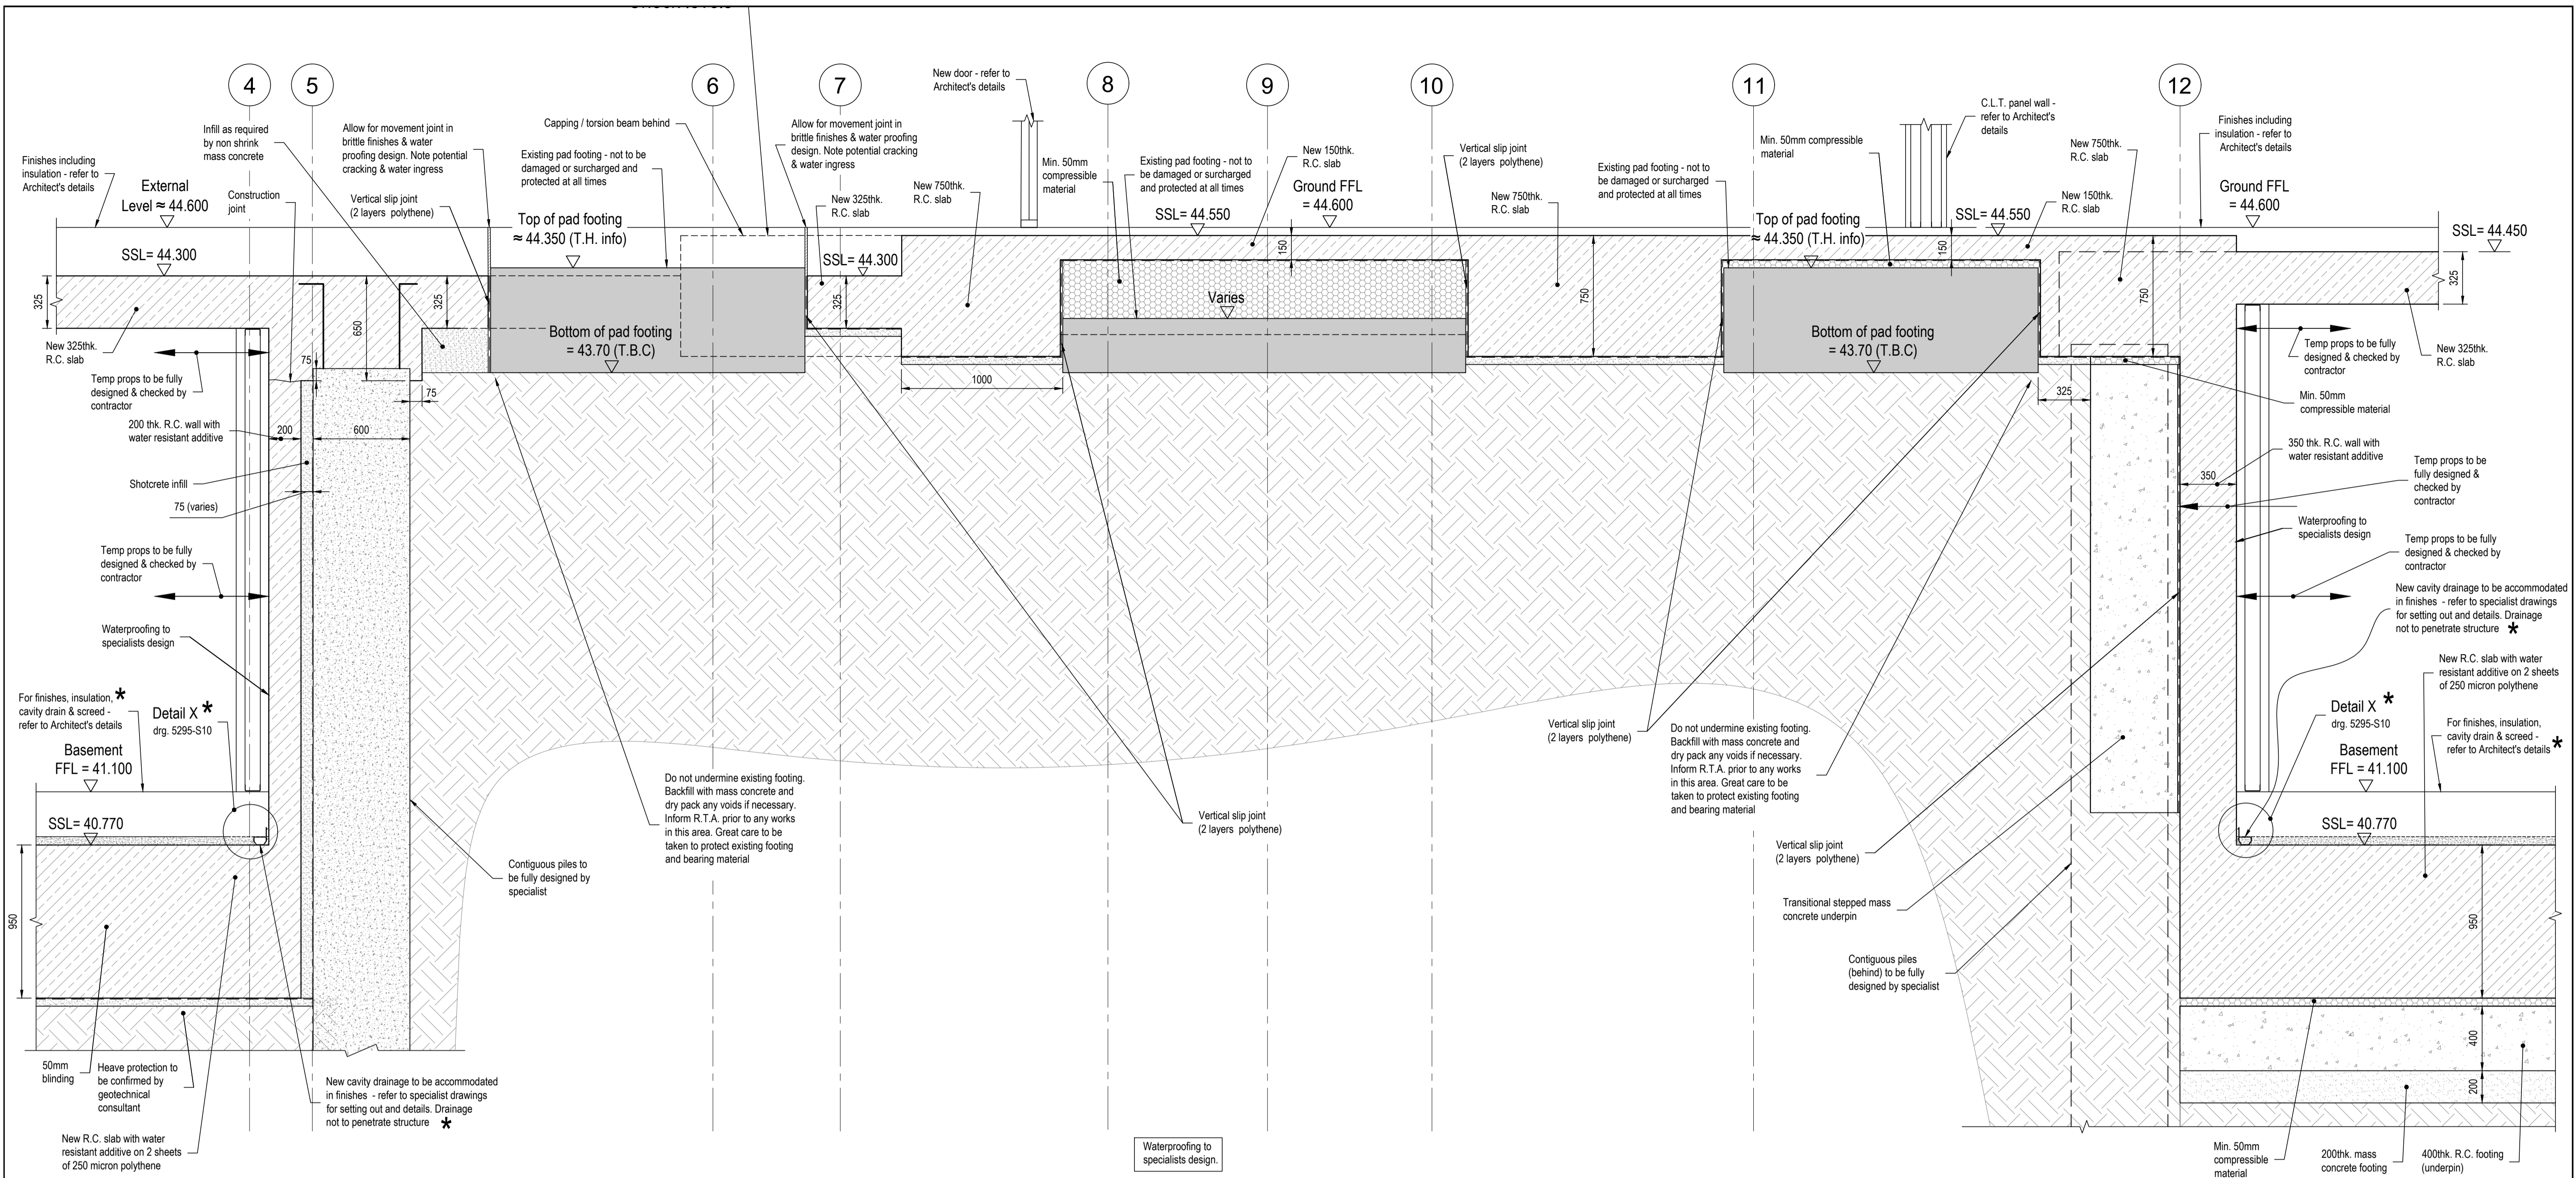 4
5
6
7
8
9
10
11
12
Finishes including
insulation - refer to
Architect's details
External
Level ≈ 44.600
SSL= 44.300
Infill as required
by non shrink
mass concrete
Construction
joint
Allow for movement joint in
brittle finishes & water
proofing design. Note potential
cracking & water ingress
Vertical slip joint
(2 layers polythene)
Capping / torsion beam behind
Existing pad footing - not to
be damaged or surcharged and
protected at all times
Top of pad footing
≈ 44.350 (T.H. info)
Bottom of pad footing
= 43.70 (T.B.C)
Allow for movement joint in
brittle finishes & water proofing
design. Note potential cracking
& water ingress
New 325thk.
R.C. slab
SSL= 44.300
New 750thk.
R.C. slab
New door - refer to
Architect's details
Min. 50mm
compressible
material
Existing pad footing - not to
be damaged or surcharged
and protected at all times
New 150thk.
R.C. slab
SSL= 44.550
Ground FFL
= 44.600
Varies
Vertical slip joint
(2 layers polythene)
New 750thk.
R.C. slab
Existing pad footing - not to
be damaged or surcharged
and protected at all times
Min. 50mm compressible
material
Top of pad footing
≈ 44.350 (T.H. info)
Bottom of pad footing
= 43.70 (T.B.C)
C.L.T. panel wall -
refer to Architect's
details
SSL= 44.550
New 750thk.
R.C. slab
New 150thk.
R.C. slab
Finishes including
insulation - refer to
Architect's details
Ground FFL
= 44.600
SSL= 44.450
325
325
650
325
150
750
150
750
325
75
75
1000
325
200
600
350
New 325thk.
R.C. slab
Temp props to be fully
designed & checked by
contractor
200 thk. R.C. wall with
water resistant additive
Shotcrete infill
75 (varies)
Temp props to be fully
designed & checked by
contractor
Waterproofing to
specialists design
For finishes, insulation, *
cavity drain & screed -
refer to Architect's details
Detail X *
drg. 5295-S10
Basement
FFL = 41.100
SSL= 40.770
950
50mm
blinding
Heave protection to
be confirmed by
geotechnical
consultant
New R.C. slab with water
resistant additive on 2 sheets
of 250 micron polythene
New cavity drainage to be accommodated
in finishes - refer to specialist drawings
for setting out and details. Drainage
not to penetrate structure *
Contiguous piles to
be fully designed by
specialist
Do not undermine existing footing.
Backfill with mass concrete and
dry pack any voids if necessary.
Inform R.T.A. prior to any works
in this area. Great care to be
taken to protect existing footing
and bearing material
Vertical slip joint
(2 layers polythene)
Waterproofing to
specialists design.
Vertical slip joint
(2 layers polythene)
Do not undermine existing footing.
Backfill with mass concrete and
dry pack any voids if necessary.
Inform R.T.A. prior to any works
in this area. Great care to be
taken to protect existing footing
and bearing material
Vertical slip joint
(2 layers polythene)
Transitional stepped mass
concrete underpin
Contiguous piles
(behind) to be fully
designed by specialist
Temp props to be fully
designed & checked by
contractor
New 325thk.
R.C. slab
Min. 50mm
compressible material
350 thk. R.C. wall with
water resistant additive
Temp props to be
fully designed &
checked by
contractor
Waterproofing to
specialists design
Temp props to be fully
designed & checked by
contractor
New cavity drainage to be accommodated
in finishes - refer to specialist drawings
for setting out and details. Drainage
not to penetrate structure *
New R.C. slab with water
resistant additive on 2 sheets
of 250 micron polythene
Detail X *
drg. 5295-S10
For finishes, insulation,
cavity drain & screed -
refer to Architect's details *
Basement
FFL = 41.100
SSL= 40.770
950
400
200
Min. 50mm
compressible
material
200thk. mass
concrete footing
400thk. R.C. footing
(underpin)